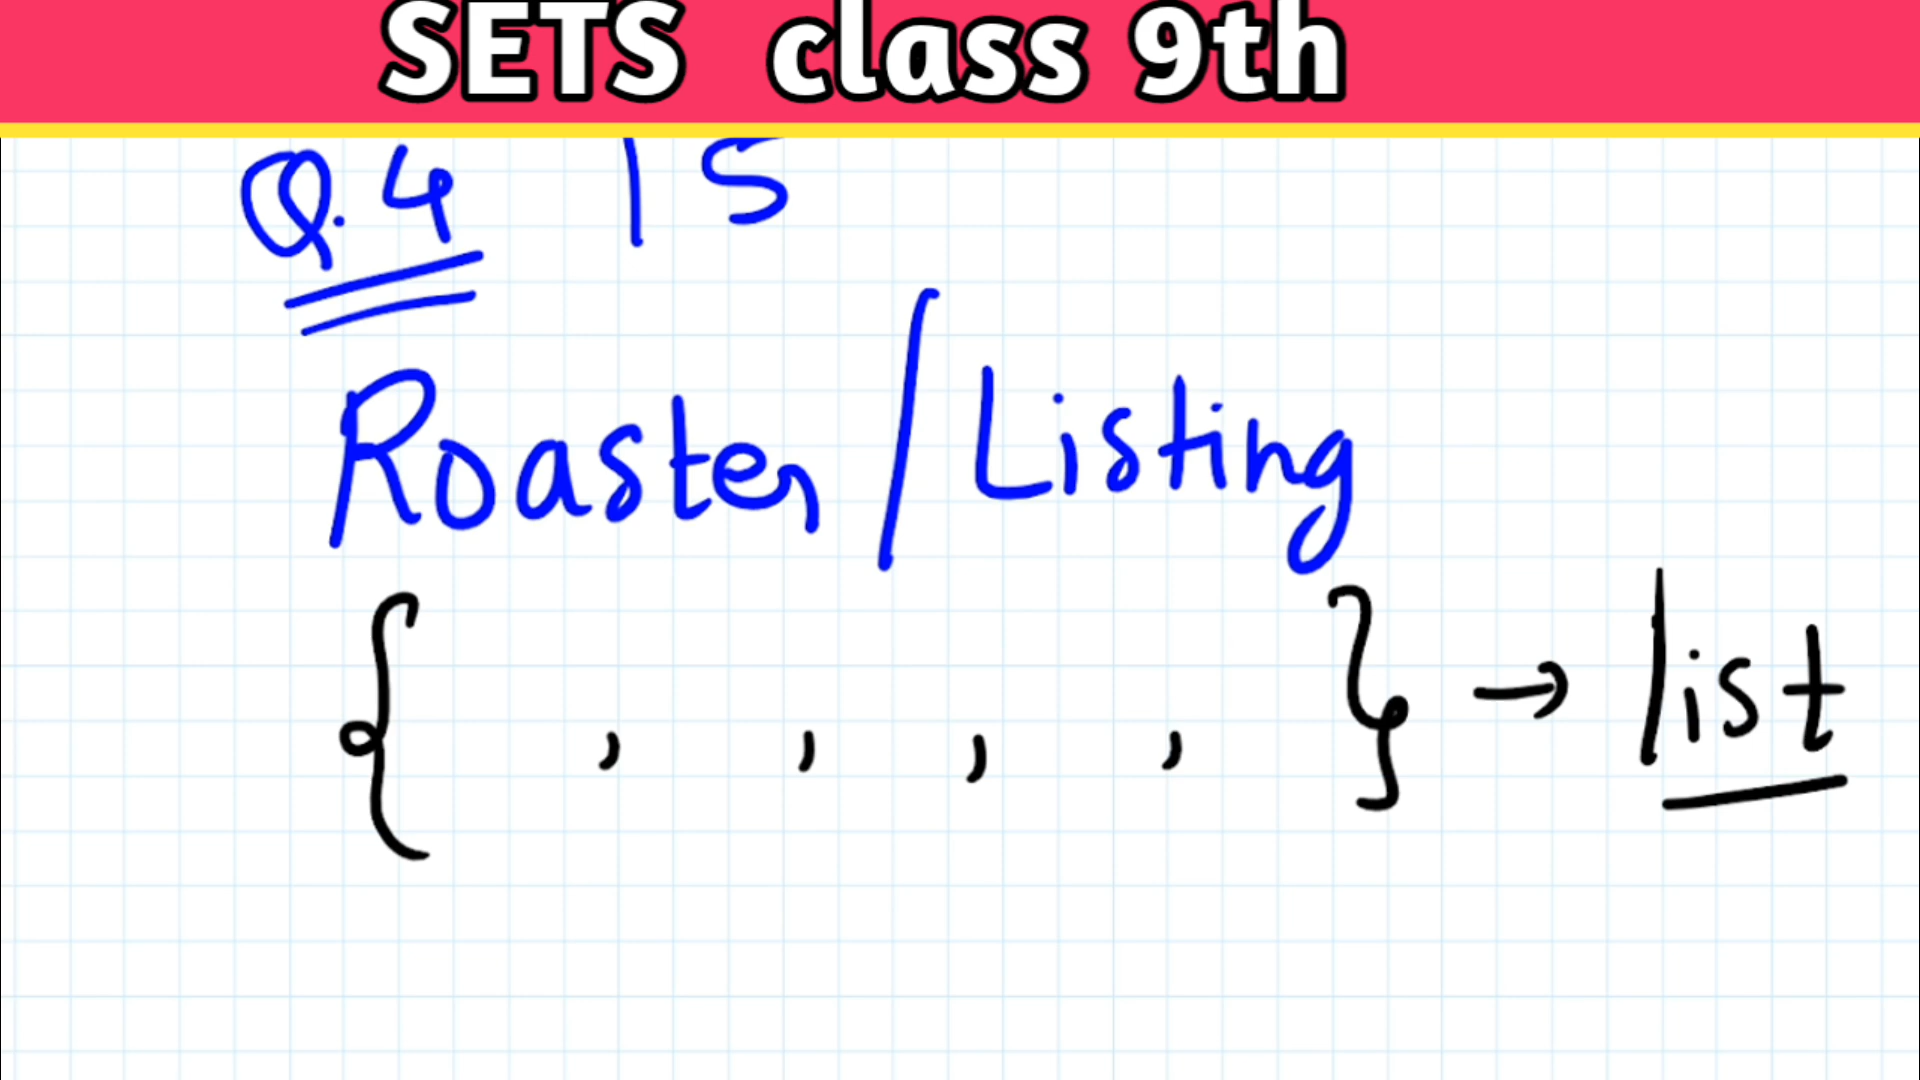 SETS class 9th
Q.4 15
Roaster / Listing
{ , , , , } → list